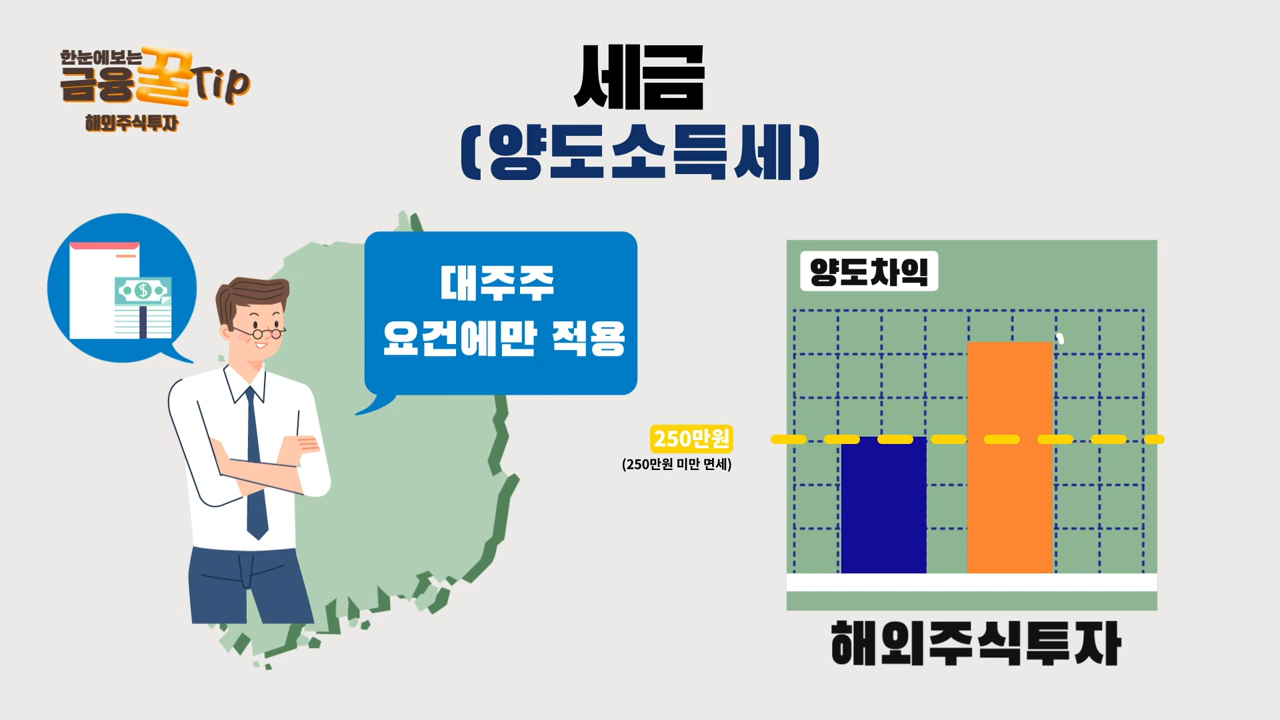 한눈에보는
금융꿀Tip
해외주식투자
세금
(양도소득세)
대주주
요건에만 적용
양도차익
250만원
(250만원 미만 면세)
해외주식투자